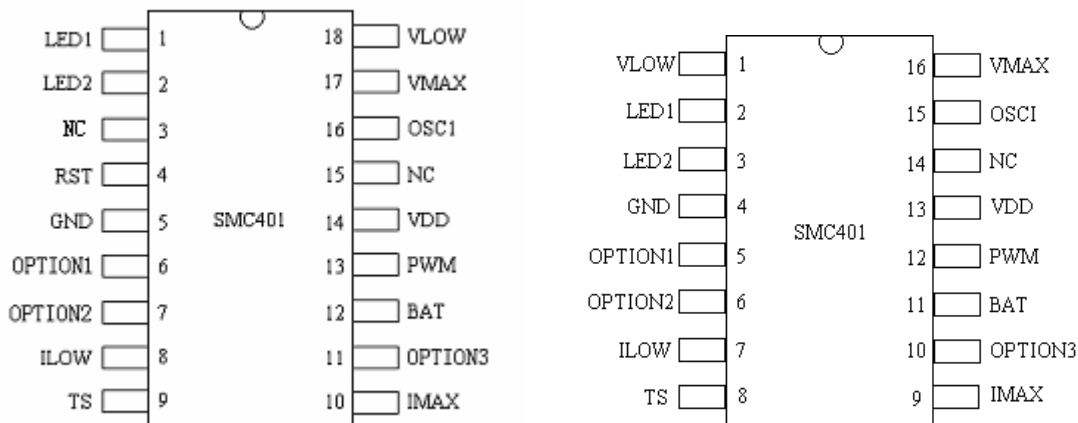 LED1 1 18 VLOW
LED2 2 17 VMAX
NC 3 16 OSC1
RST 4 15 NC
GND 5 SMC401 14 VDD
OPTION1 6 13 PWM
OPTION2 7 12 BAT
ILOW 8 11 OPTION3
TS 9 10 IMAX
VLOW 1 16 VMAX
LED1 2 15 OSCI
LED2 3 14 NC
GND 4 13 VDD
SMC401
OPTION1 5 12 PWM
OPTION2 6 11 BAT
ILOW 7 10 OPTION3
TS 8 9 IMAX